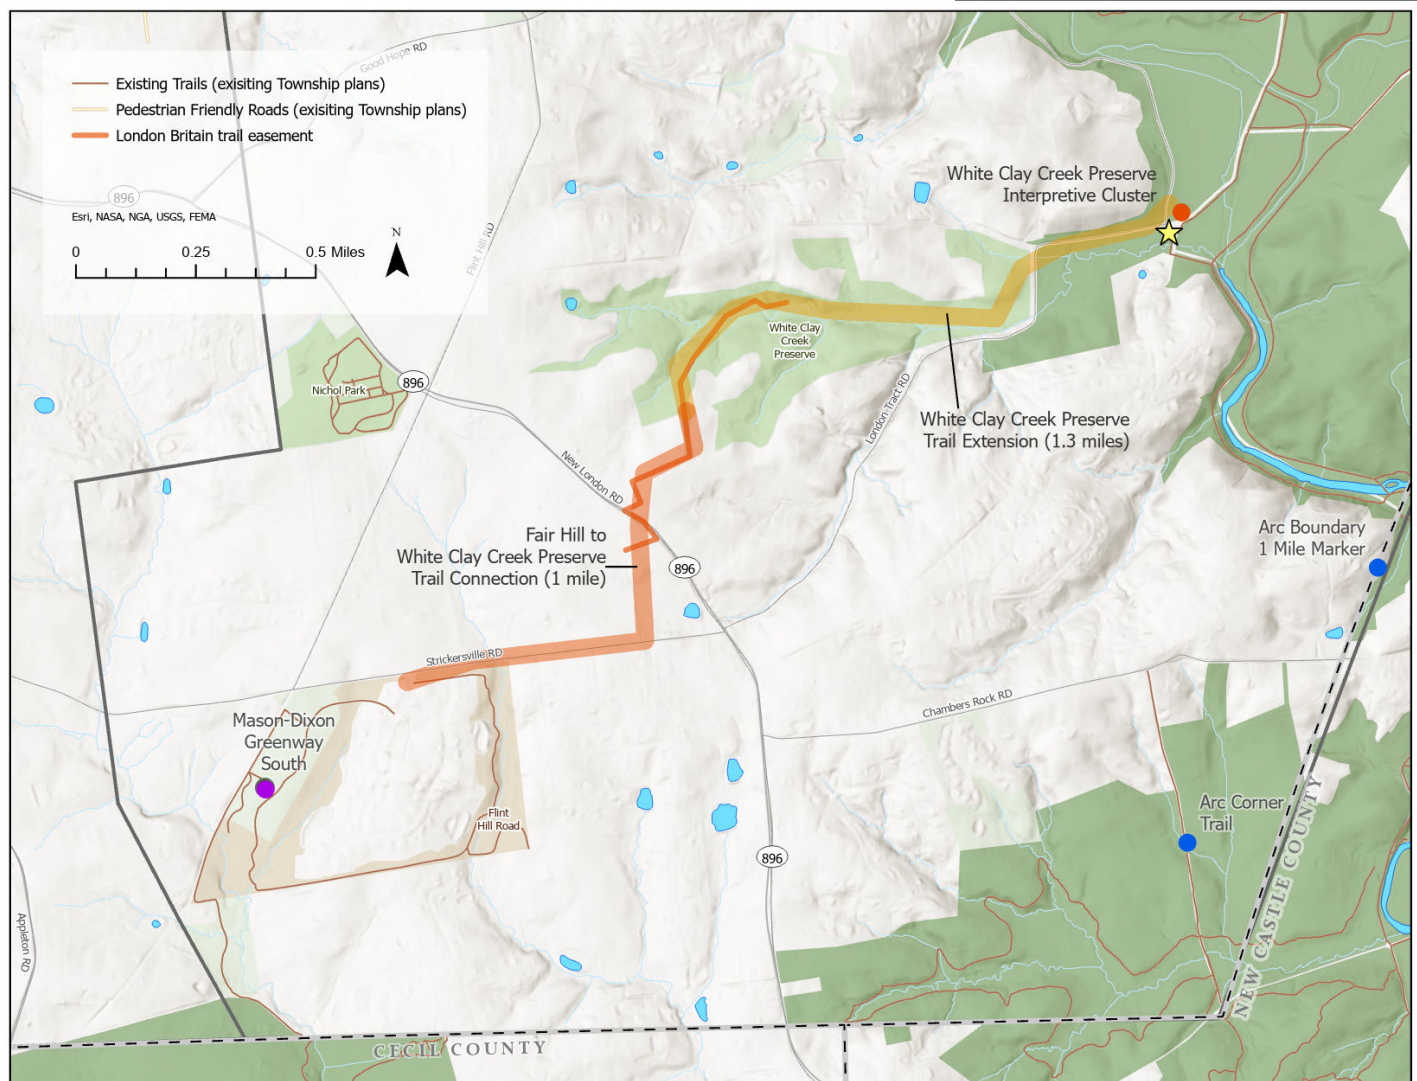 Good Hope RD
Existing Trails (exisiting Township plans)
Pedestrian Friendly Roads (exisiting Township plans)
London Britain trail easement
896
Esri, NASA, NGA, USGS, FEMA
0 0.25 0.5 Miles
N
Flint Hill RD
White Clay Creek Preserve
Interpretive Cluster
White Clay
Creek
Preserve
Nichol Park
896
London-Tract RD
White Clay Creek Preserve
Trail Extension (1.3 miles)
New London RD
Fair Hill to
White Clay Creek Preserve
Trail Connection (1 mile)
896
Arc Boundary
1 Mile Marker
Strickersville RD
Chambers Rock RD
Mason-Dixon
Greenway
South
Flint
Hill Road
Arc Corner
Trail
896
Appleton RD
NEW CASTLE COUNTY
CECIL COUNTY